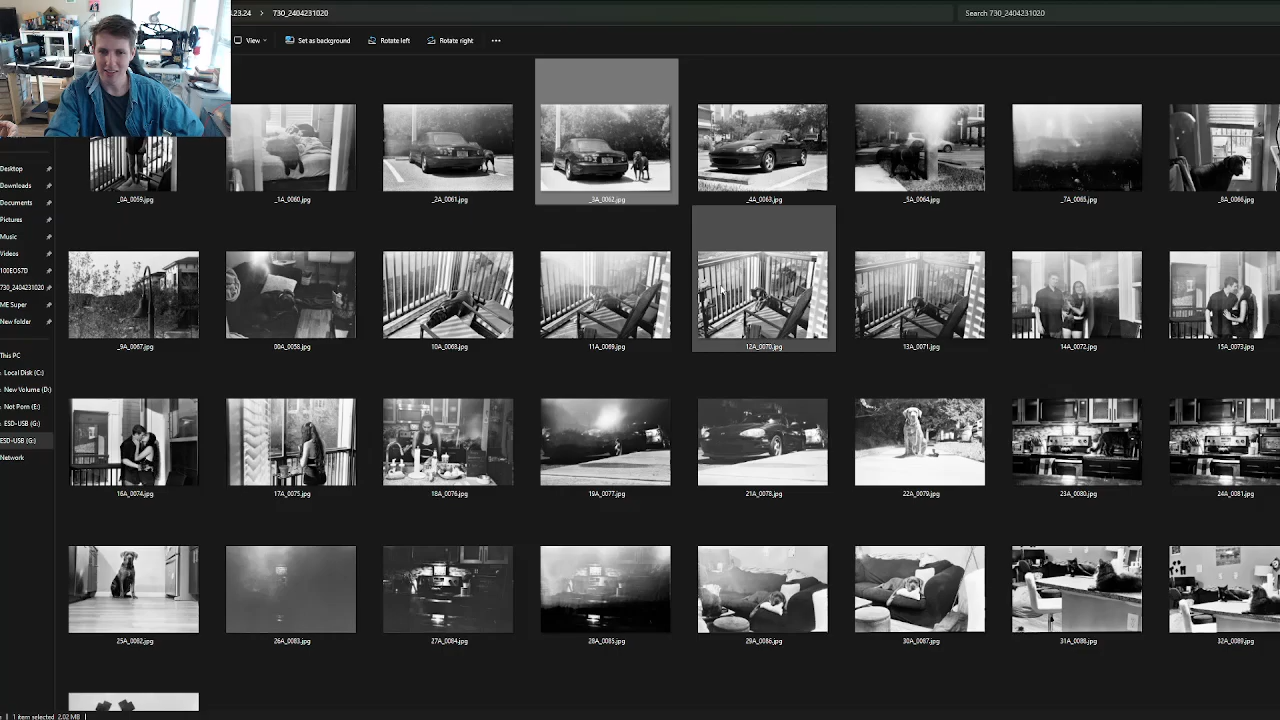 .23.24 > 730_2404231020
Search 730_2404231020
View
Set as background
Rotate left
Rotate right
Desktop
Downloads
Documents
Pictures
Music
Videos
100EOS7D
730_2404231020
ME Super
New folder
This PC
Local Disk (C:)
New Volume (D:)
Not Porn (E:)
ESD-USB (G:)
ESD-USB (G:)
Network
_0A_0059.jpg
_1A_0060.jpg
_2A_0061.jpg
_3A_0062.jpg
_4A_0063.jpg
_5A_0064.jpg
_7A_0065.jpg
_8A_0066.jpg
_9A_0067.jpg
00A_0058.jpg
10A_0068.jpg
11A_0069.jpg
12A_0070.jpg
13A_0071.jpg
14A_0072.jpg
15A_0073.jpg
16A_0074.jpg
17A_0075.jpg
18A_0076.jpg
19A_0077.jpg
21A_0078.jpg
22A_0079.jpg
23A_0080.jpg
24A_0081.jpg
25A_0082.jpg
26A_0083.jpg
27A_0084.jpg
28A_0085.jpg
29A_0086.jpg
30A_0087.jpg
31A_0088.jpg
32A_0089.jpg
1 item selected 2.02 MB